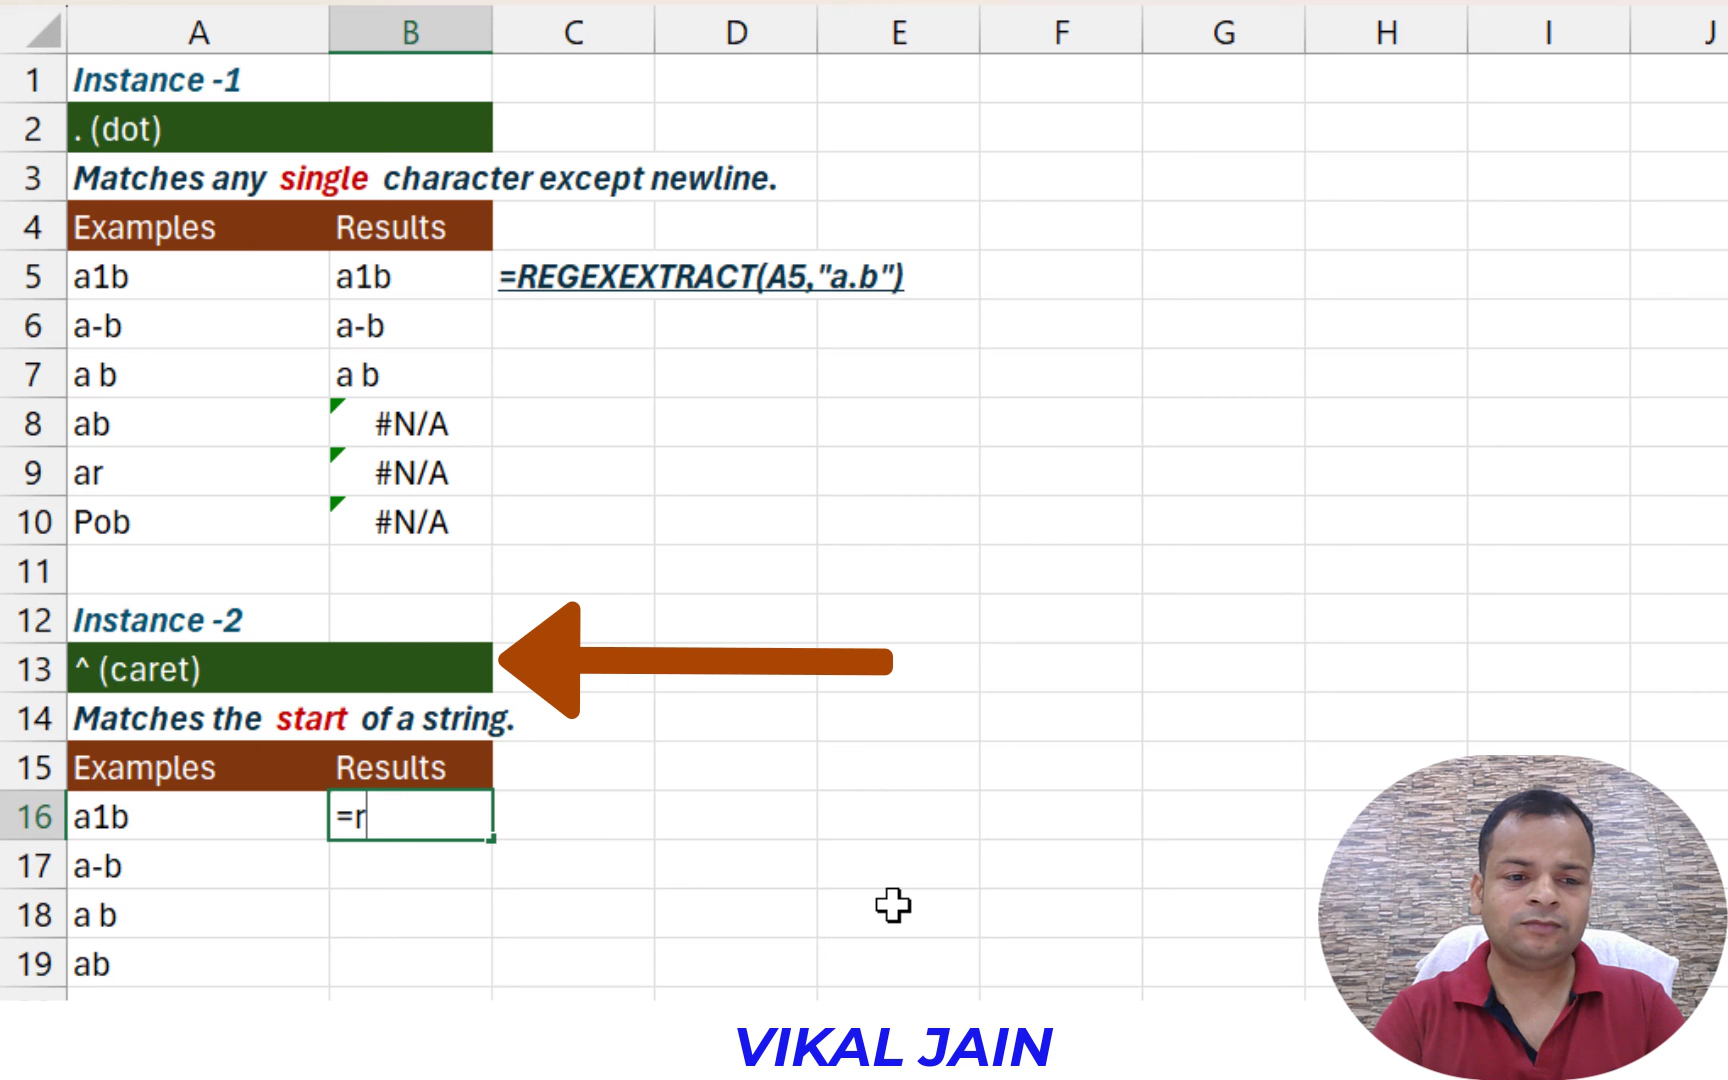 A B C D E F G H I J
1 Instance -1
2 . (dot)
3 Matches any single character except newline.
4 Examples Results
5 a1b a1b =REGEXEXTRACT(A5,"a.b")
6 a-b a-b
7 a b a b
8 ab #N/A
9 ar #N/A
10 Pob #N/A
11
12 Instance -2
13 ^ (caret)
14 Matches the start of a string.
15 Examples Results
16 a1b =r
17 a-b
18 a b
19 ab
VIKAL JAIN